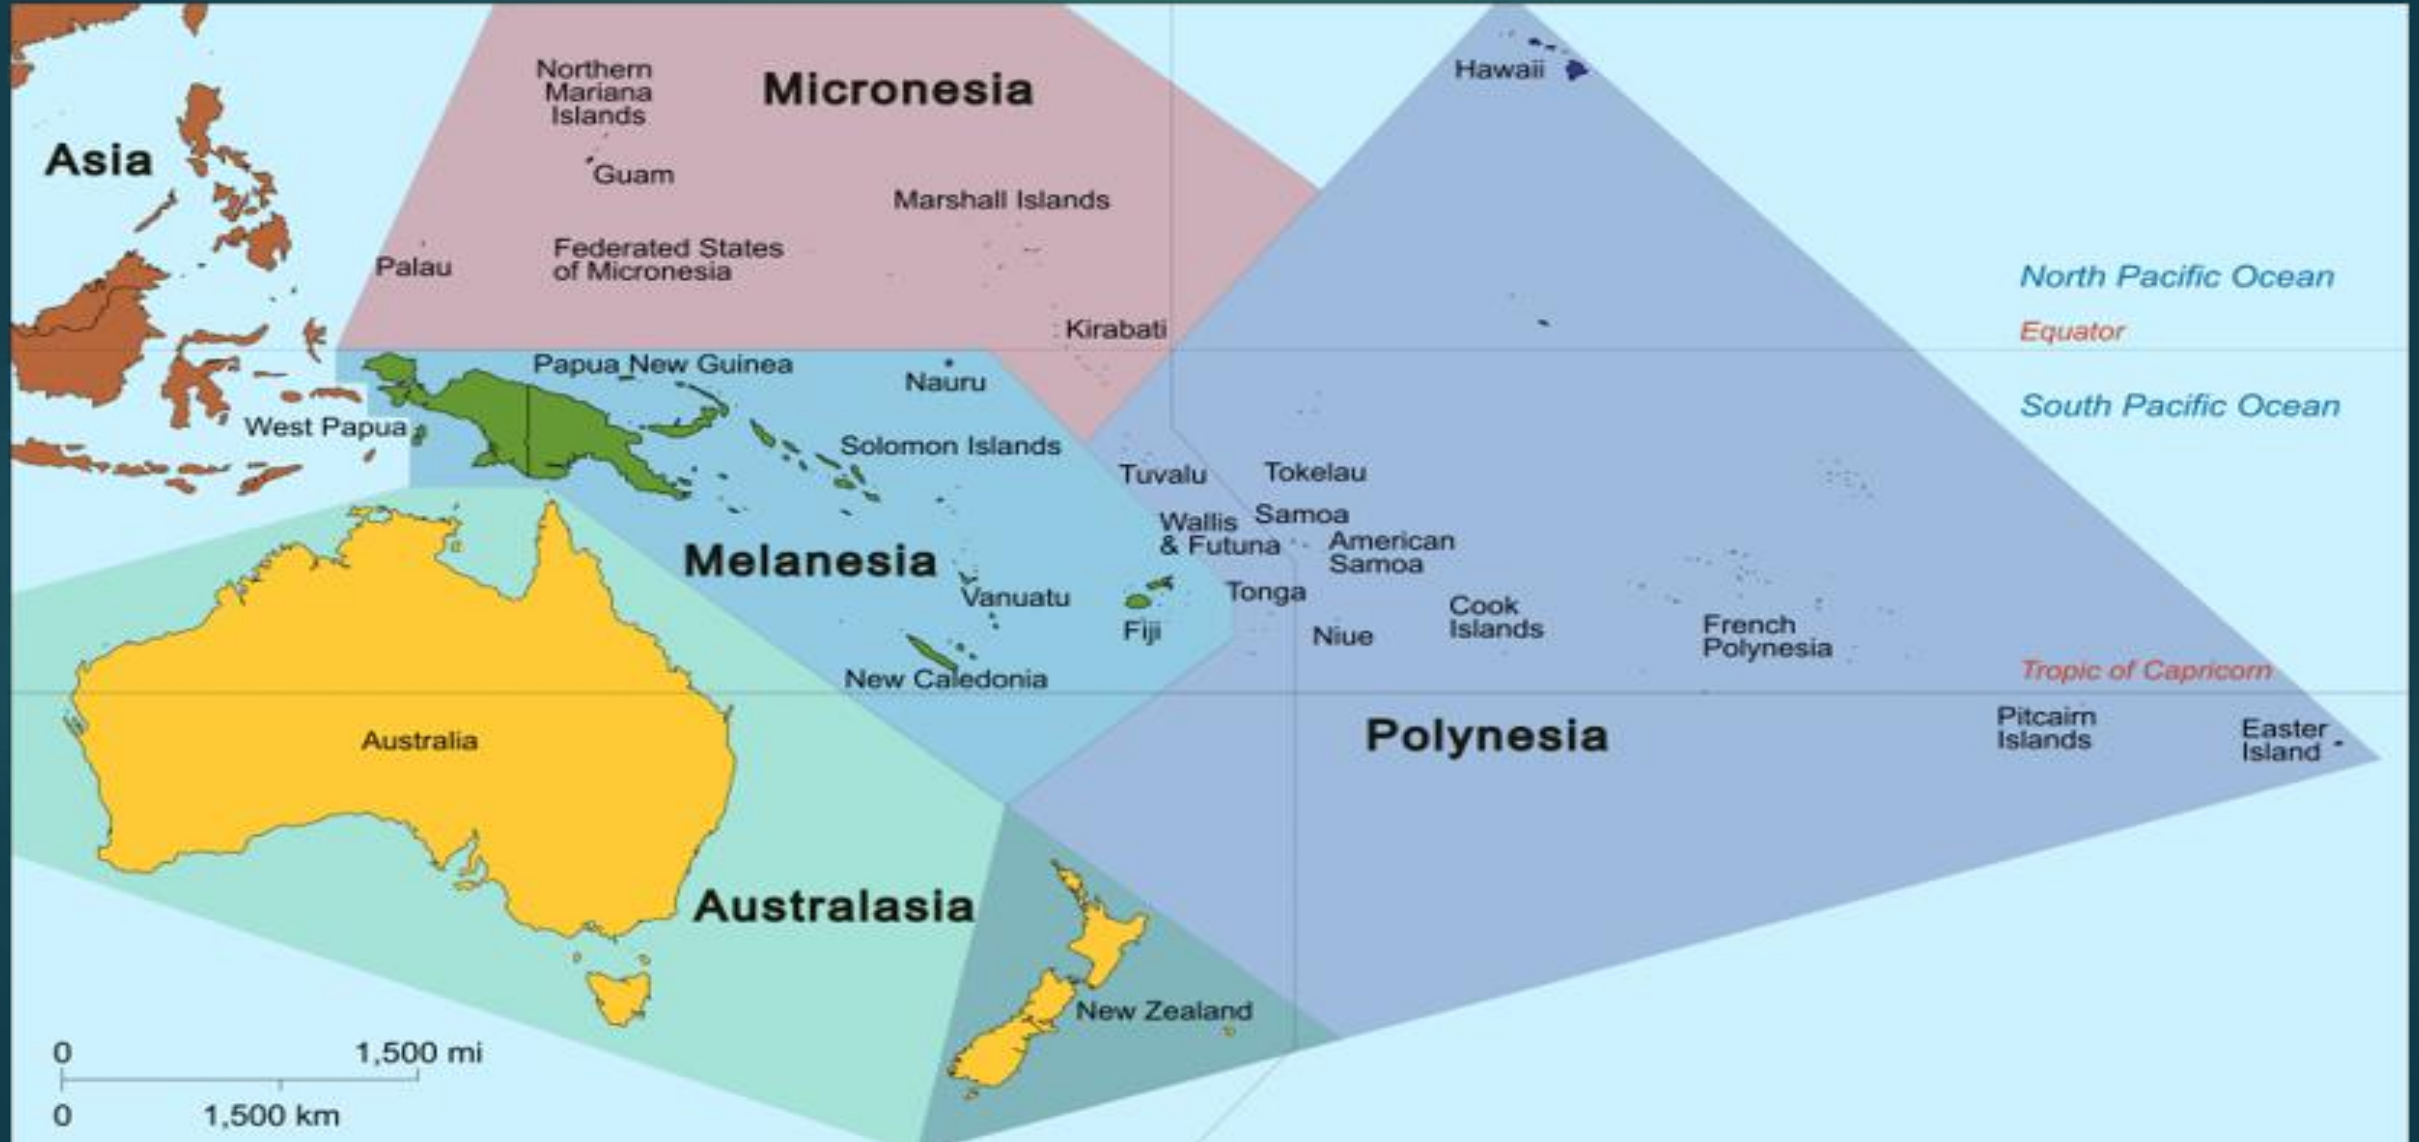 Northern
Mariana
Islands
Micronesia
Hawaii
Asia
Guam
Marshall Islands
Palau
Federated States
of Micronesia
North Pacific Ocean
Kirabati
Equator
Papua New Guinea
Nauru
South Pacific Ocean
West Papua
Solomon Islands
Tuvalu
Tokelau
Wallis
& Futuna
Samoa
American
Samoa
Melanesia
Vanuatu
Tonga
Fiji
Niue
Cook
Islands
French
Polynesia
New Caledonia
Tropic of Capricorn
Australia
Polynesia
Pitcairn
Islands
Easter
Island
Australasia
New Zealand
0 1,500 mi
0 1,500 km